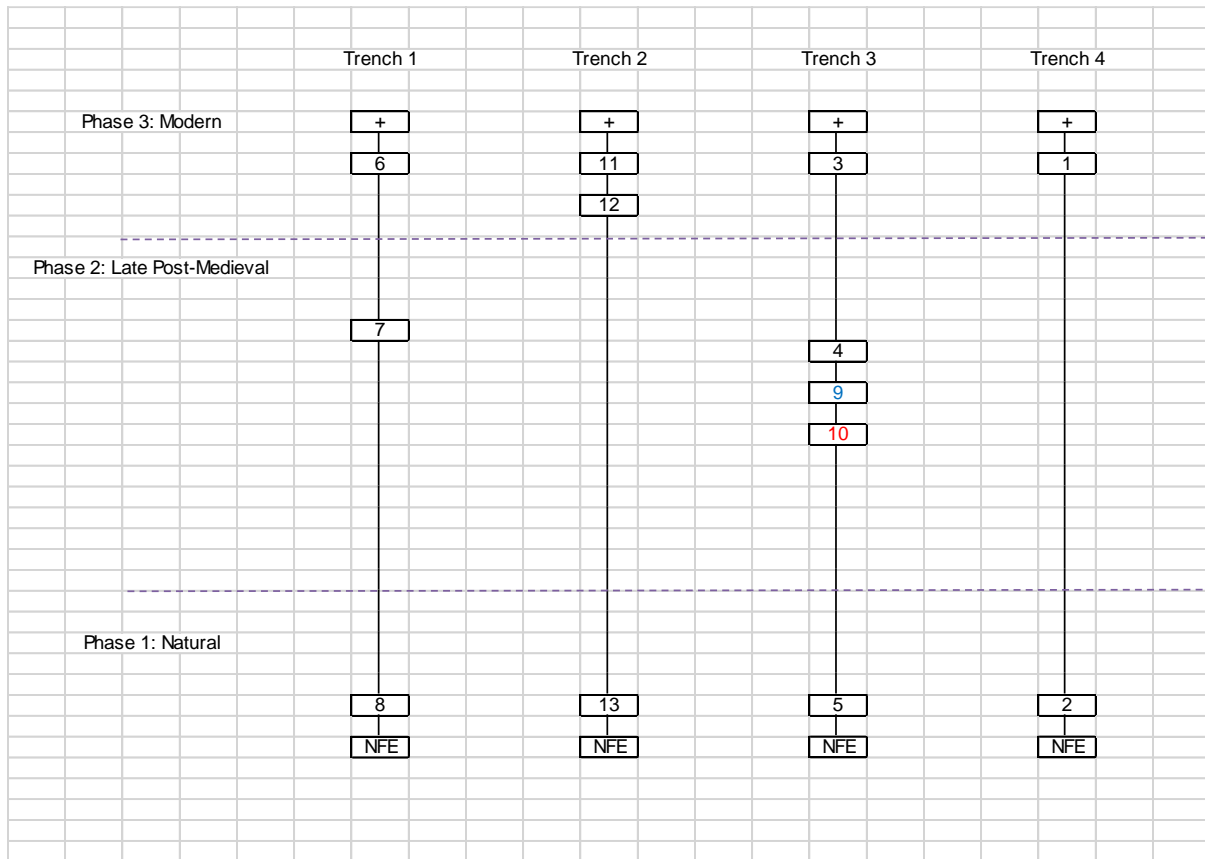 Trench 1 Trench 2 Trench 3 Trench 4
Phase 3: Modern + + + +
6 11 3 1
12
Phase 2: Late Post-Medieval
7
4
9
10
Phase 1: Natural
8 13 5 2
NFE NFE NFE NFE